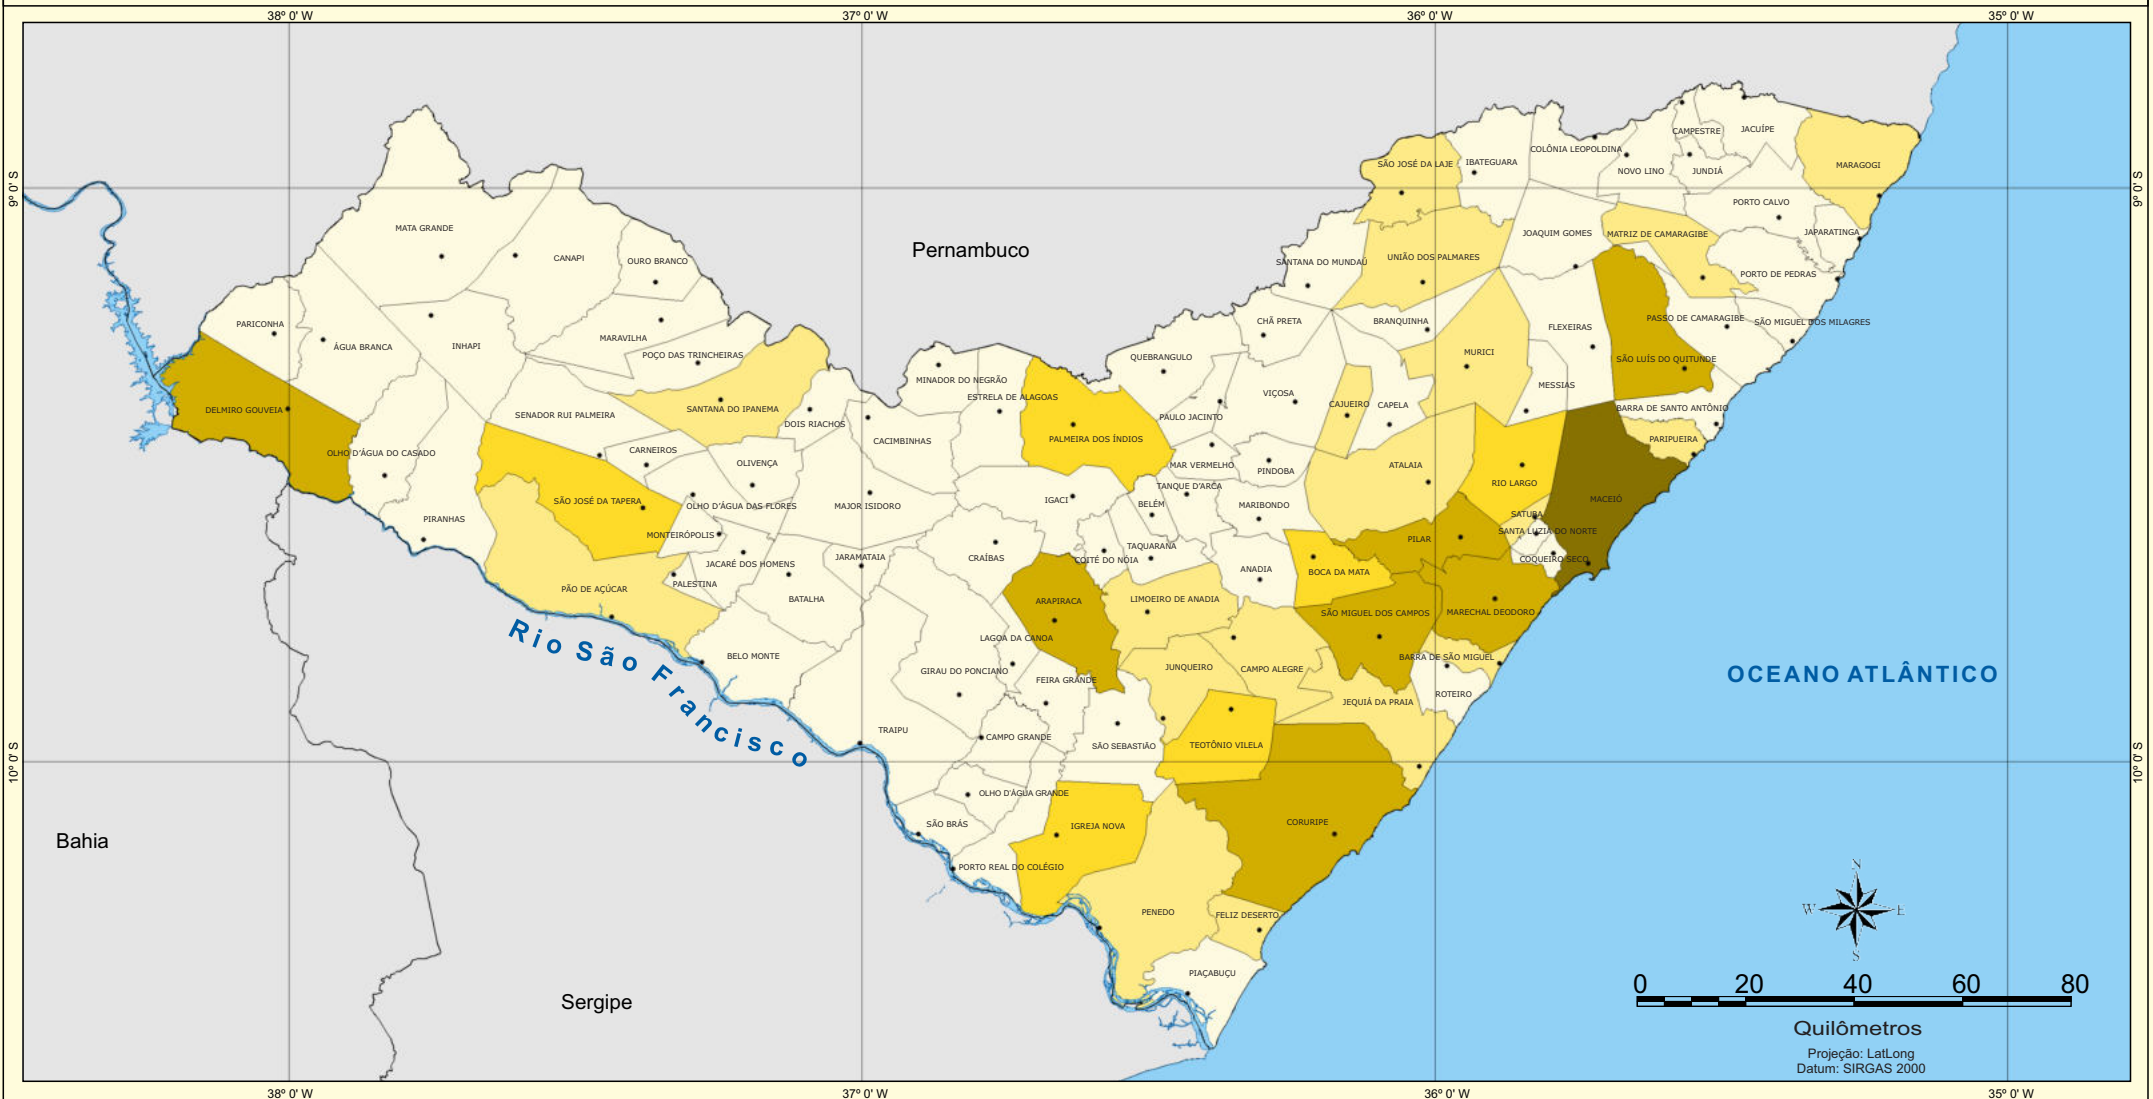 38º 0' W
37º 0' W
36º 0' W
35º 0' W
9º 0' S
9º 0' S
10º 0' S
10º 0' S
CAMPESTRE
JACUÍPE
COLÔNIA LEOPOLDINA
SÃO JOSÉ DA LAJE
IBATEGUARA
MARAGOGI
NOVO LINO
JUNDIÁ
PORTO CALVO
MATA GRANDE
JOAQUIM GOMES
MATRIZ DE CAMARAGIBE
JAPARATINGA
Pernambuco
CANAPI
OURO BRANCO
SANTANA DO MUNDAÚ
UNIÃO DOS PALMARES
PORTO DE PEDRAS
PARICONHA
CHÃ PRETA
BRANQUINHA
FLEXEIRAS
PASSO DE CAMARAGIBE
SÃO MIGUEL DOS MILAGRES
ÁGUA BRANCA
INHAPI
MARAVILHA
POÇO DAS TRINCHEIRAS
QUEBRANGULO
MURICI
SÃO LUÍS DO QUITUNDE
MINADOR DO NEGRÃO
MESSIAS
ESTRELA DE ALAGOAS
VIÇOSA
CAJUEIRO
CAPELA
DELMIRO GOUVEIA
SENADOR RUI PALMEIRA
SANTANA DO IPANEMA
PAULO JACINTO
BARRA DE SANTO ANTÔNIO
DOIS RIACHOS
CACIMBINHAS
PALMEIRA DOS ÍNDIOS
PARIPUEIRA
OLHO D'ÁGUA DO CASADO
CARNEIROS
OLIVENÇA
MAR VERMELHO
PINDOBA
ATALAIA
RIO LARGO
TANQUE D'ARCA
SÃO JOSÉ DA TAPERA
OLHO D'ÁGUA DAS FLORES
MAJOR ISIDORO
IGACI
BELÉM
MARIBONDO
MACEIÓ
PIRANHAS
SATUBA
MONTEIRÓPOLIS
SANTA LUZIA DO NORTE
PILAR
TAQUARANA
JARAMATAIA
CRAÍBAS
COITÉ DO NÓIA
JACARÉ DOS HOMENS
ANADIA
BOCA DA MATA
COQUEIRO SECO
PALESTINA
PÃO DE AÇÚCAR
BATALHA
ARAPIRACA
LIMOEIRO DE ANADIA
SÃO MIGUEL DOS CAMPOS
MARECHAL DEODORO
Rio São Francisco
LAGOA DA CANOA
BELO MONTE
BARRA DE SÃO MIGUEL
GIRAU DO PONCIANO
JUNQUEIRO
CAMPO ALEGRE
OCEANO ATLÂNTICO
FEIRA GRANDE
ROTEIRO
JEQUIÁ DA PRAIA
TRAIPU
CAMPO GRANDE
SÃO SEBASTIÃO
TEOTÔNIO VILELA
OLHO D'ÁGUA GRANDE
SÃO BRÁS
IGREJA NOVA
CORURIPE
Bahia
PORTO REAL DO COLÉGIO
PENEDO
FELIZ DESERTO
PIAÇABUÇU
Sergipe
N
W
E
S
0 20 40 60 80
Quilômetros
Projeção: LatLong
Datum: SIRGAS 2000
38º 0' W
37º 0' W
36º 0' W
35º 0' W